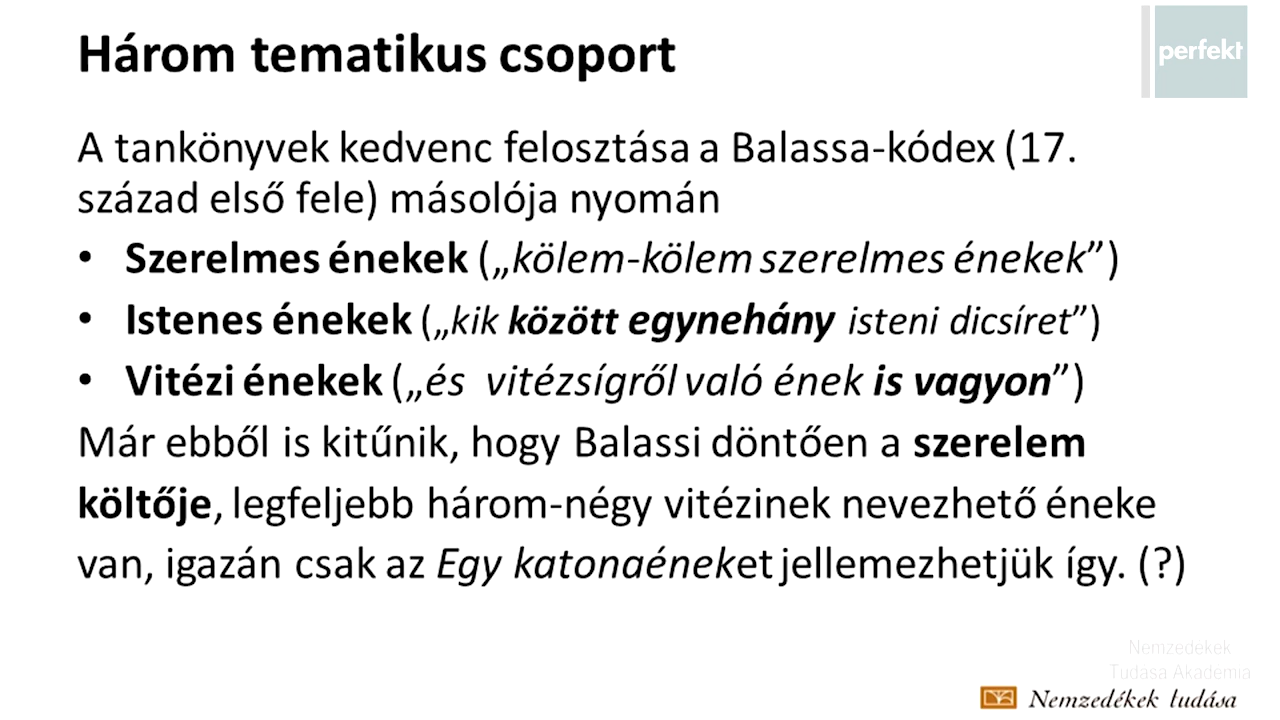 Három tematikus csoport
perfekt
A tankönyvek kedvenc felosztása a Balassa-kódex (17.
század első fele) másolója nyomán
• Szerelmes énekek („kölem-kölem szerelmes énekek”)
• Istenes énekek („kik között egynehány isteni dicsíret”)
• Vitézi énekek („és vitézsígről való ének is vagyon”)
Már ebből is kitűnik, hogy Balassi döntően a szerelem
költője, legfeljebb három-négy vitézinek nevezhető éneke
van, igazán csak az Egy katonaéneket jellemezhetjük így. (?)
Nemzedékek
Tudása Akadémia
Nemzedékek tudása